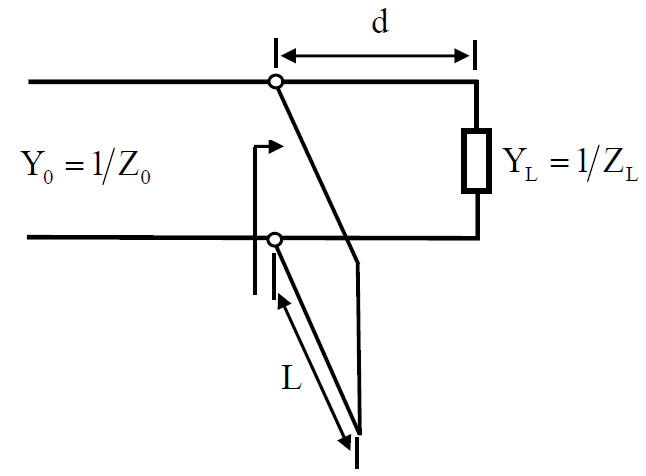 d
Y₀ = 1/Z₀
Y_L = 1/Z_L
L